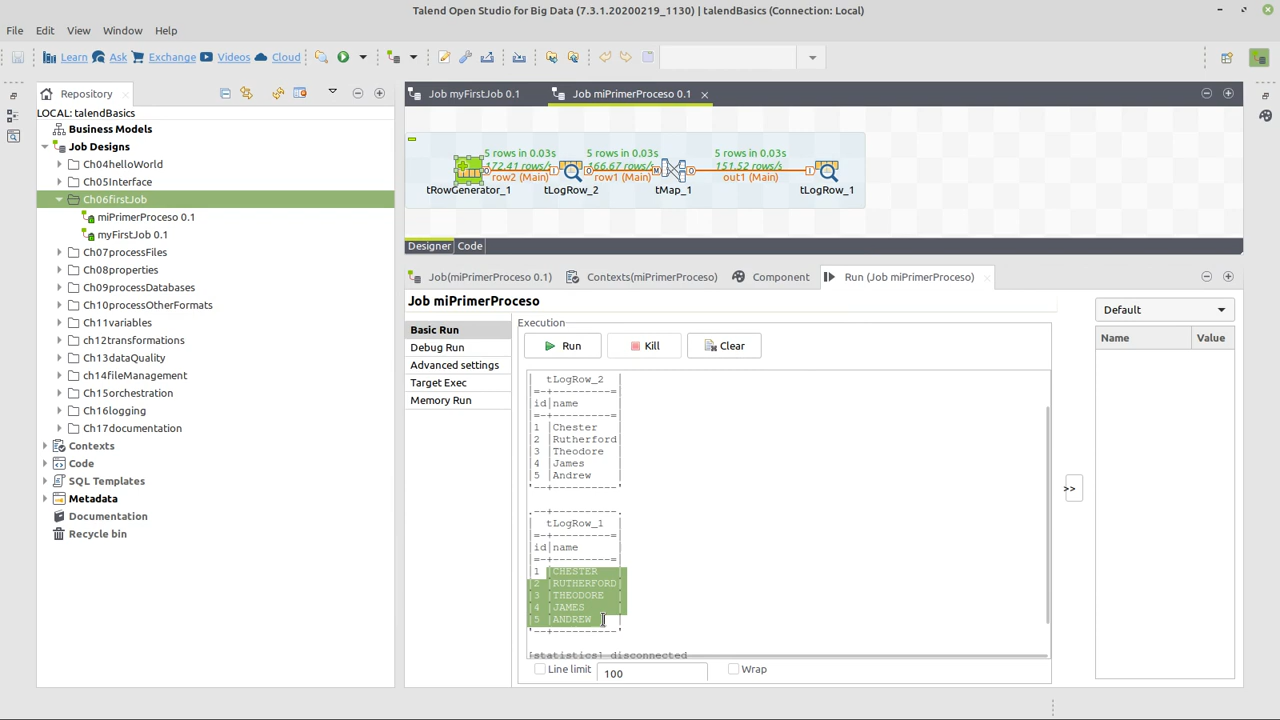 Talend Open Studio for Big Data (7.3.1.20200219_1130) | talendBasics (Connection: Local)
File Edit View Window Help
Learn Ask Exchange Videos Cloud
Repository
LOCAL: talendBasics
Business Models
Job Designs
Ch04helloWorld
Ch05Interface
Ch06firstJob
miPrimerProceso 0.1
myFirstJob 0.1
Ch07processFiles
Ch08properties
Ch09processDatabases
Ch10processOtherFormats
Ch11variables
ch12transformations
Ch13dataQuality
ch14fileManagement
Ch15orchestration
Ch16logging
Ch17documentation
Contexts
Code
SQL Templates
Metadata
Documentation
Recycle bin
Job myFirstJob 0.1 Job miPrimerProceso 0.1
5 rows in 0.03s 5 rows in 0.03s 5 rows in 0.03s
172.41 rows/s 166.67 rows/s 151.52 rows/s
row2 (Main) row1 (Main) out1 (Main)
tRowGenerator_1 tLogRow_2 tMap_1 tLogRow_1
Designer Code
Job(miPrimerProceso 0.1) Contexts(miPrimerProceso) Component Run (Job miPrimerProceso)
Job miPrimerProceso
Basic Run
Debug Run
Advanced settings
Target Exec
Memory Run
Execution
Run Kill Clear
| tLogRow_2 |
|=-+---------=|
|id|name |
|=-+---------=|
|1 |Chester |
|2 |Rutherford|
|3 |Theodore |
|4 |James |
|5 |Andrew |
'--+----------'
.--+----------.
| tLogRow_1 |
|=-+---------=|
|id|name |
|=-+---------=|
|1 |CHESTER |
|2 |RUTHERFORD|
|3 |THEODORE |
|4 |JAMES |
|5 |ANDREW |
'--+----------'
[statistics] disconnected
Line limit 100 Wrap
>>
Default
Name Value